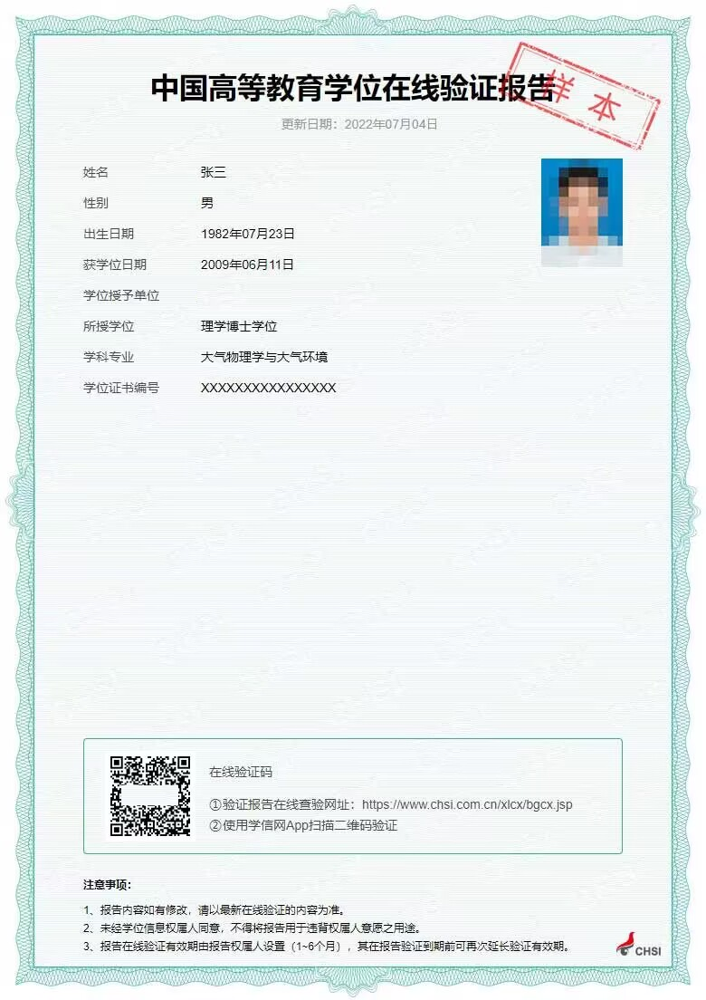 中国高等教育学位在线验证报告
样本
更新日期：2022年07月04日
姓名 张三
性别 男
出生日期 1982年07月23日
获学位日期 2009年06月11日
学位授予单位
所授学位 理学博士学位
学科专业 大气物理学与大气环境
学位证书编号 XXXXXXXXXXXXXXXX
在线验证码
①验证报告在线查验网址：https://www.chsi.com.cn/xlcx/bgcx.jsp
②使用学信网App扫描二维码验证
注意事项：
1、报告内容如有修改，请以最新在线验证的内容为准。
2、未经学位信息权属人同意，不得将报告用于违背权属人意愿之用途。
3、报告在线验证有效期由报告权属人设置（1~6个月），其在报告验证到期前可再次延长验证有效期。
CHSI